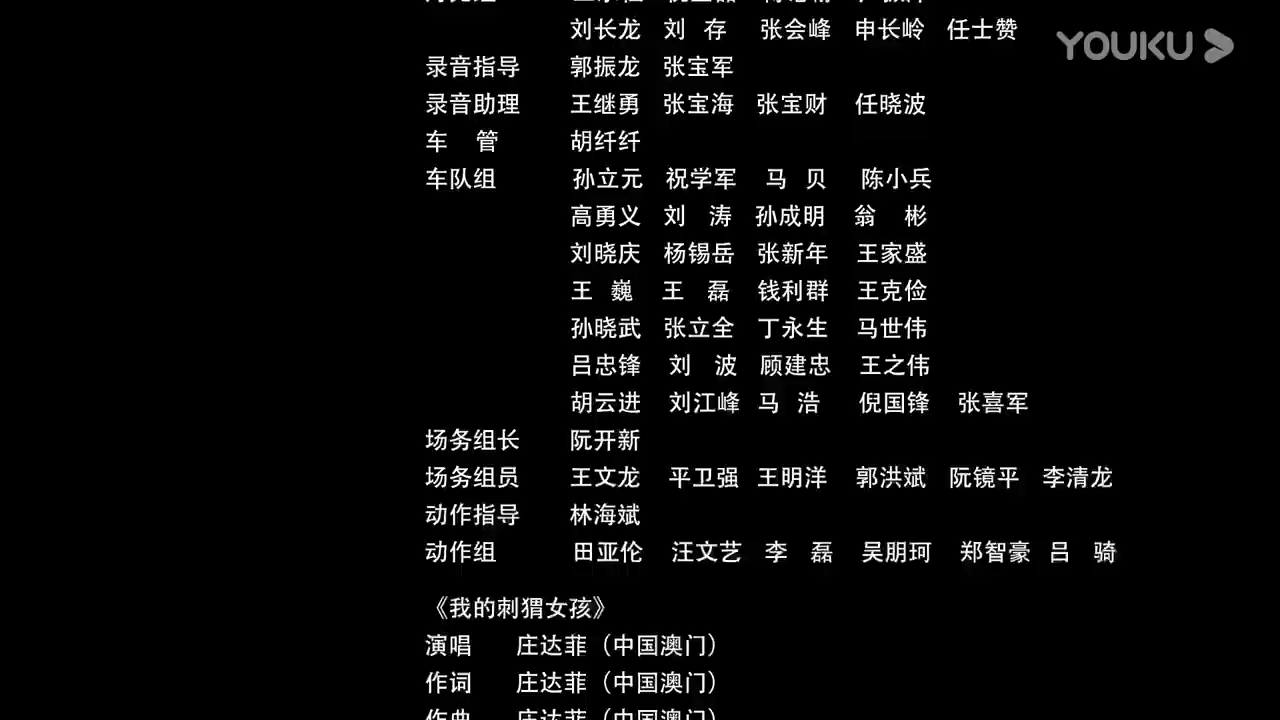 刘长龙 刘 存 张会峰 申长岭 任士赞
YOUKU
录音指导 郭振龙 张宝军
录音助理 王继勇 张宝海 张宝财 任晓波
车 管 胡纤纤
车队组 孙立元 祝学军 马 贝 陈小兵
高勇义 刘 涛 孙成明 翁 彬
刘晓庆 杨锡岳 张新年 王家盛
王 巍 王 磊 钱利群 王克俭
孙晓武 张立全 丁永生 马世伟
吕忠锋 刘 波 顾建忠 王之伟
胡云进 刘江峰 马 浩 倪国锋 张喜军
场务组长 阮开新
场务组员 王文龙 平卫强 王明洋 郭洪斌 阮镜平 李清龙
动作指导 林海斌
动作组 田亚伦 汪文艺 李 磊 吴朋珂 郑智豪 吕 骑
《我的刺猬女孩》
演唱 庄达菲（中国澳门）
作词 庄达菲（中国澳门）
作曲 庄达菲（中国澳门）